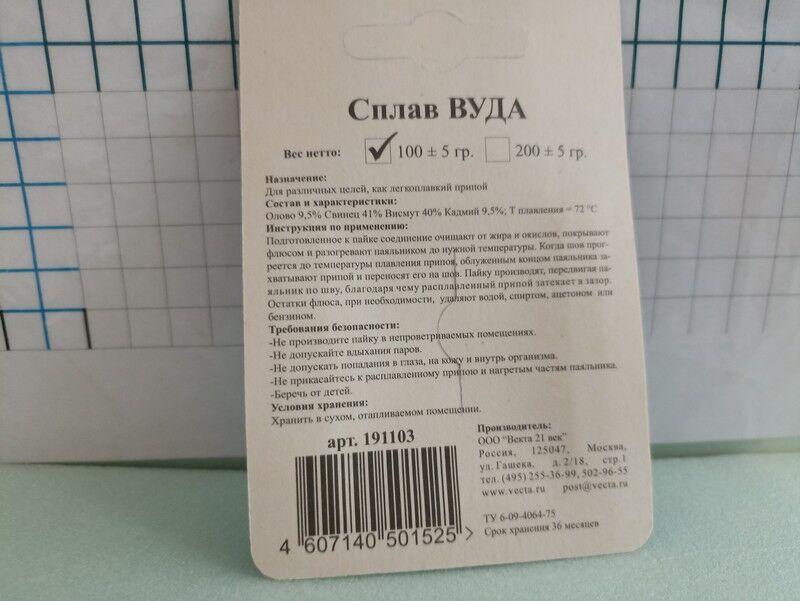 Сплав ВУДА
Вес нетто: 100 ± 5 гр. 200 ± 5 гр.
Назначение:
Для различных целей, как легкоплавкий припой
Состав и характеристики:
Олово 9,5% Свинец 41% Висмут 40% Кадмий 9,5%; Т плавления = 72 °С
Инструкция по применению:
Подготовленное к пайке соединение очищают от жира и окислов, покрывают
флюсом и разогревают паяльником до нужной температуры. Когда шов прог-
реется до температуры плавления припоя, облуженным концом паяльника за-
хватывают припой и переносят его на шов. Пайку производят, передвигая па-
яльник по шву, благодаря чему расплавленный припой затекает в зазор.
Остатки флюса, при необходимости, удаляют водой, спиртом, ацетоном или
бензином.
Требования безопасности:
-Не производите пайку в непроветриваемых помещениях.
-Не допускайте вдыхания паров.
-Не допускать попадания в глаза, на кожу и внутрь организма.
-Не прикасайтесь к расплавленному припою и нагретым частям паяльника.
-Беречь от детей.
Условия хранения:
Хранить в сухом, отапливаемом помещении.
арт. 191103
4 607140 501525 >
Производитель:
ООО "Векта 21 век"
Россия, 125047, Москва,
ул. Гашека, д. 2/18, стр.1
тел. (495) 255-36-99, 502-96-55
www.vecta.ru post@vecta.ru
ТУ 6-09-4064-75
Срок хранения 36 месяцев